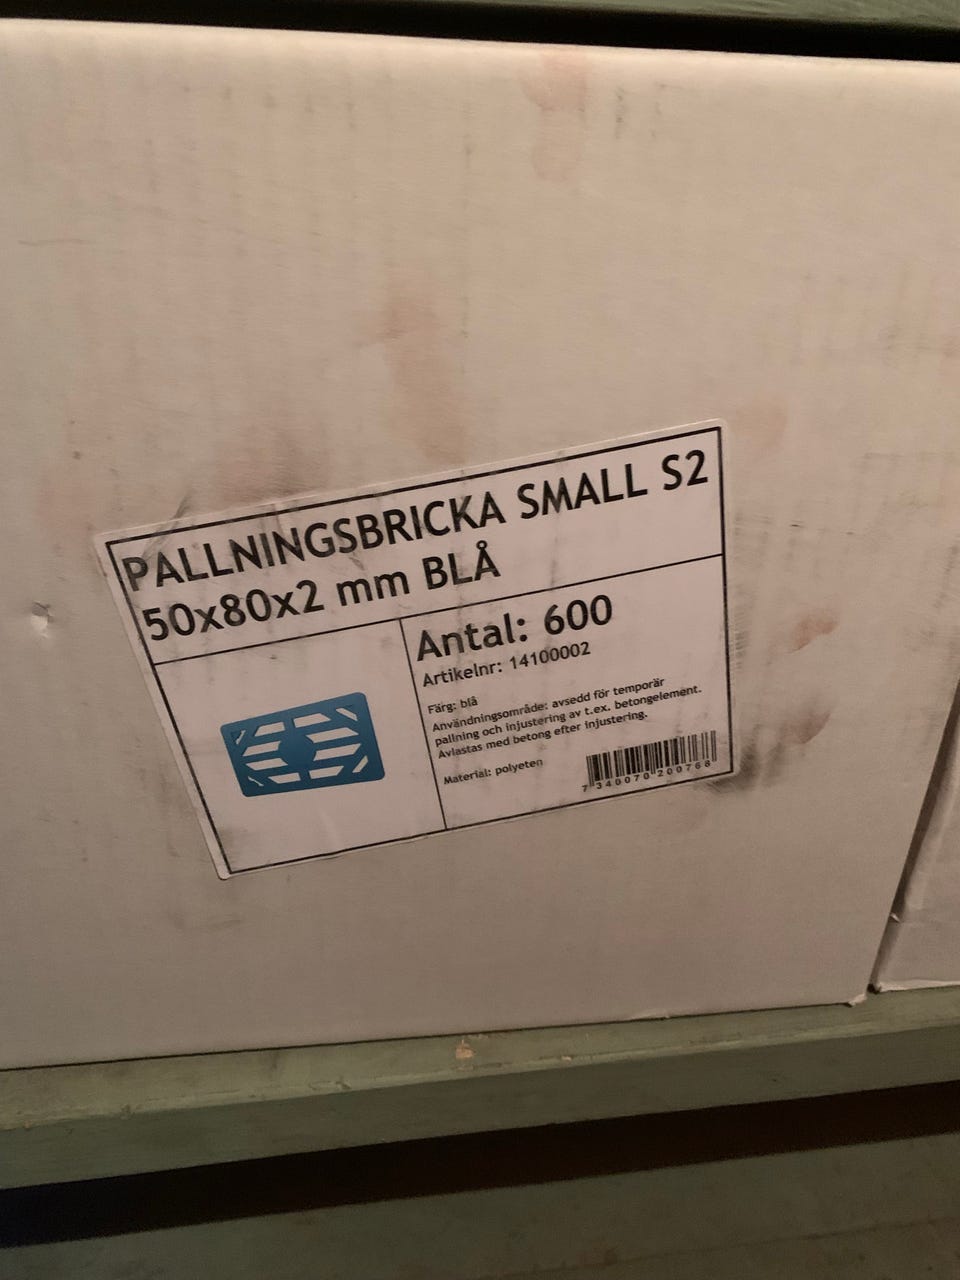 PALLNINGSBRICKA SMALL S2
50x80x2 mm BLÅ
Antal: 600
Artikelnr: 14100002
Färg: blå
Användningsområde: avsedd för temporär
pallning och injustering av t.ex. betongelement.
Avlastas med betong efter injustering.
Material: polyeten
7 340070 200768